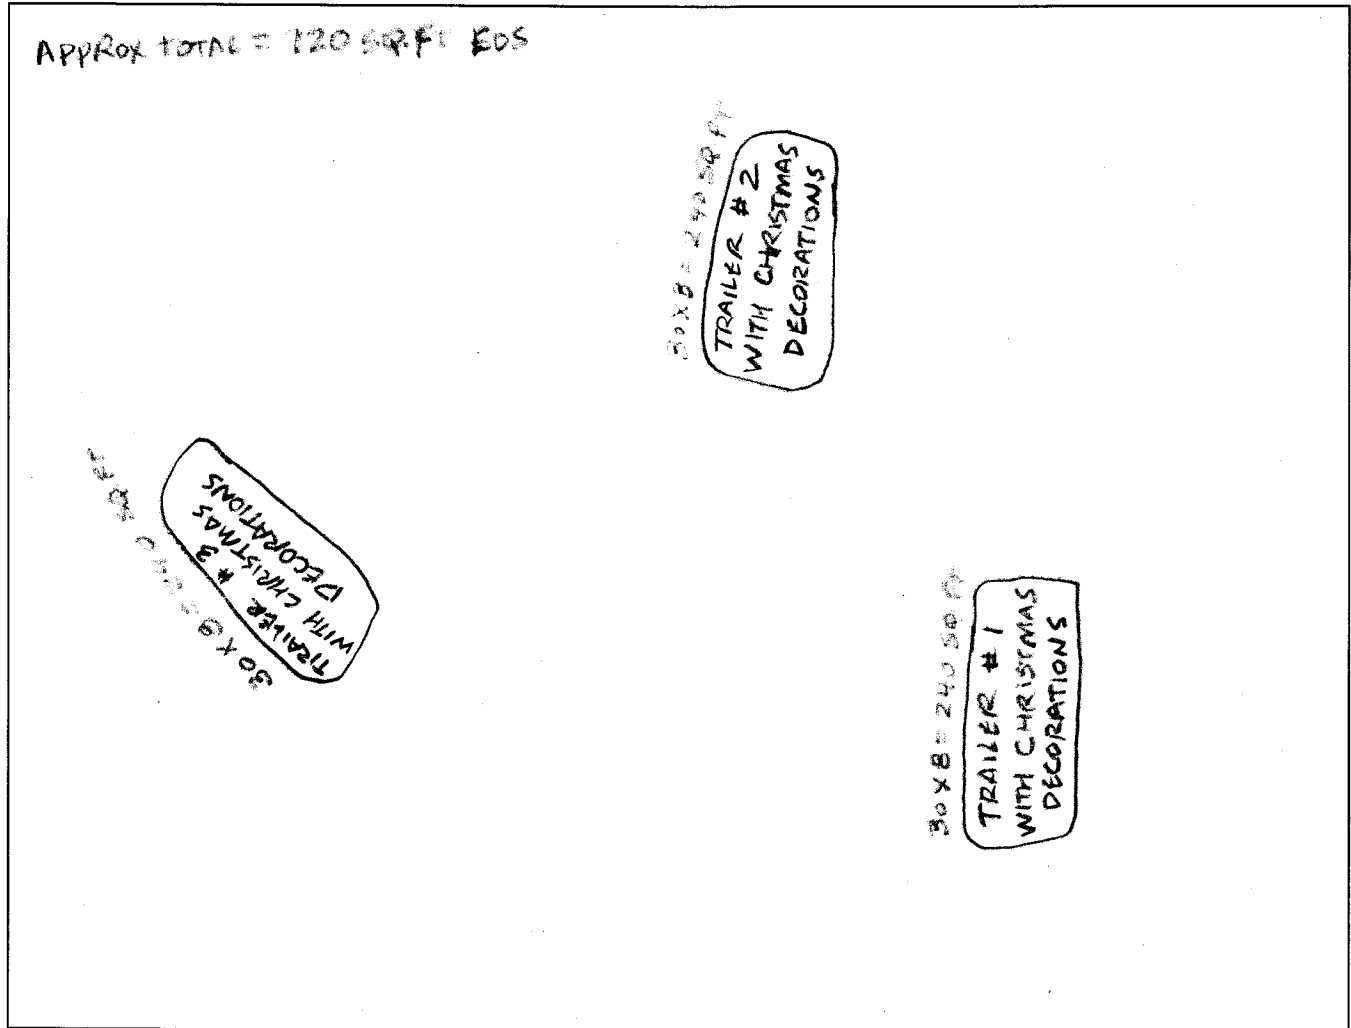 APPROX TOTAL = 720 SQ FT EDS
30 X 8 = 240 SQ FT
TRAILER # 2
WITH CHRISTMAS
DECORATIONS
30 X 8 = 240 SQ FT
TRAILER # 3
WITH CHRISTMAS
DECORATIONS
30 X 8 = 240 SQ FT
TRAILER # 1
WITH CHRISTMAS
DECORATIONS